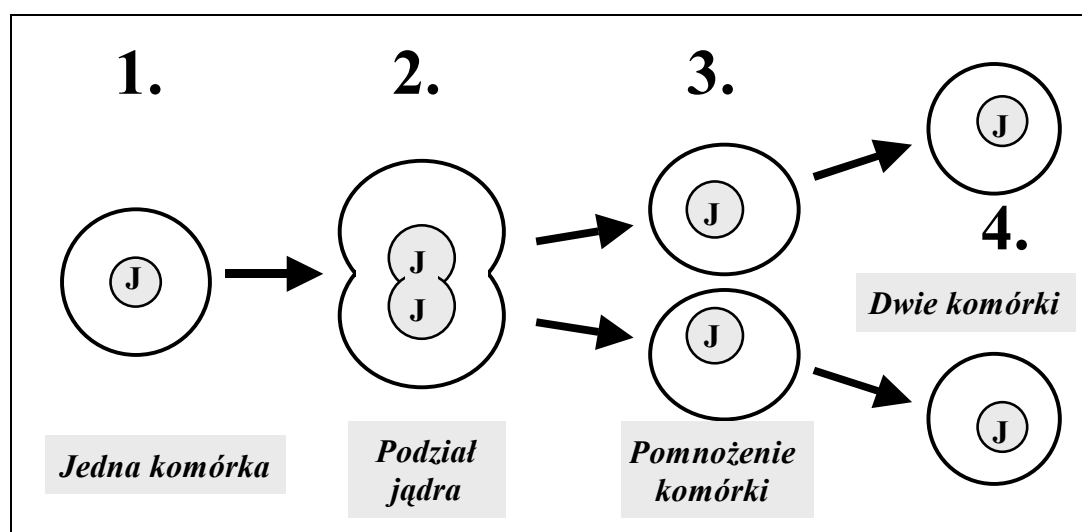 1.
2.
3.
4.
J
J
J
J
J
J
J
Jedna komórka
Podział
jądra
Pomnożenie
komórki
Dwie komórki